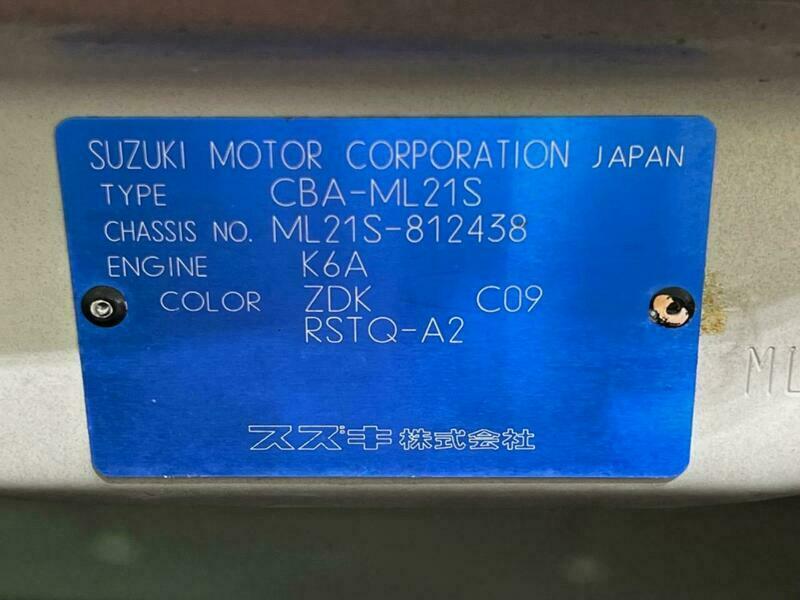 SUZUKI MOTOR CORPORATION JAPAN
TYPE CBA-ML21S
CHASSIS NO. ML21S-812438
ENGINE K6A
COLOR ZDK C09
RSTQ-A2
スズキ株式会社
ML